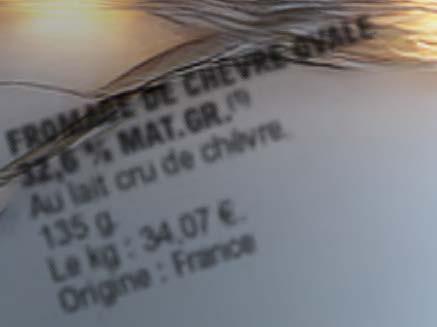 FROMAGE DE CHÈVRE OVALE
32,6 % MAT.GR.(1)
Au lait cru de chèvre.
135 g.
Le kg : 34,07 €.
Origine : France